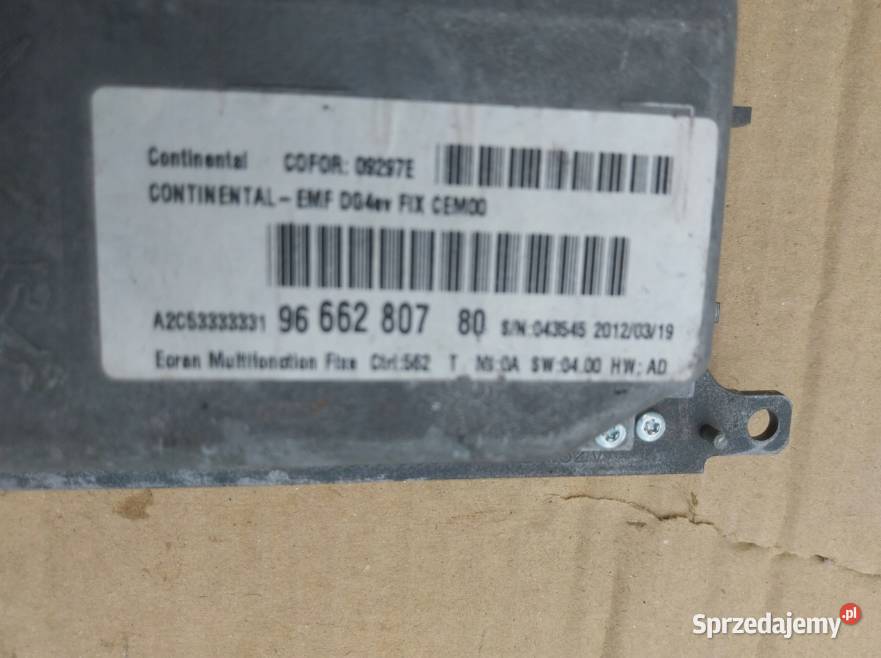 Continental COFOR: 09297E
CONTINENTAL-EMF DG4ev FIX CEM00
A2C53333331 96 662 807 80 S/N:043545 2012/03/19
Ecran Multifonction Fixe Ctrl:562 T NI:0A SW:04.00 HW:AD
Sprzedajemy.pl